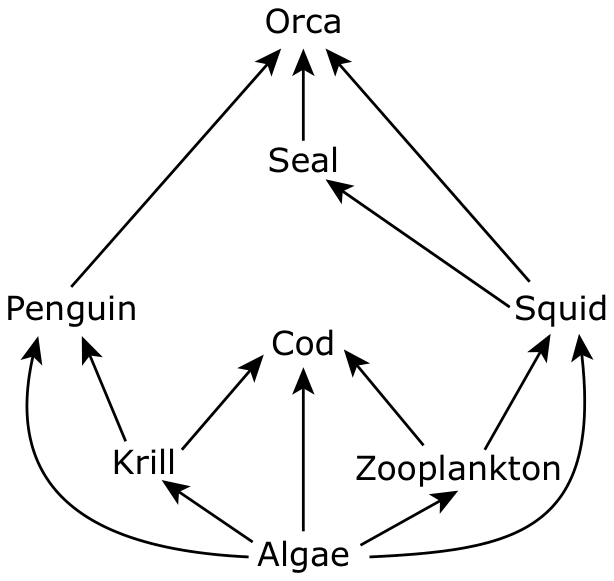 Orca
Seal
Penguin
Squid
Cod
Krill
Zooplankton
Algae